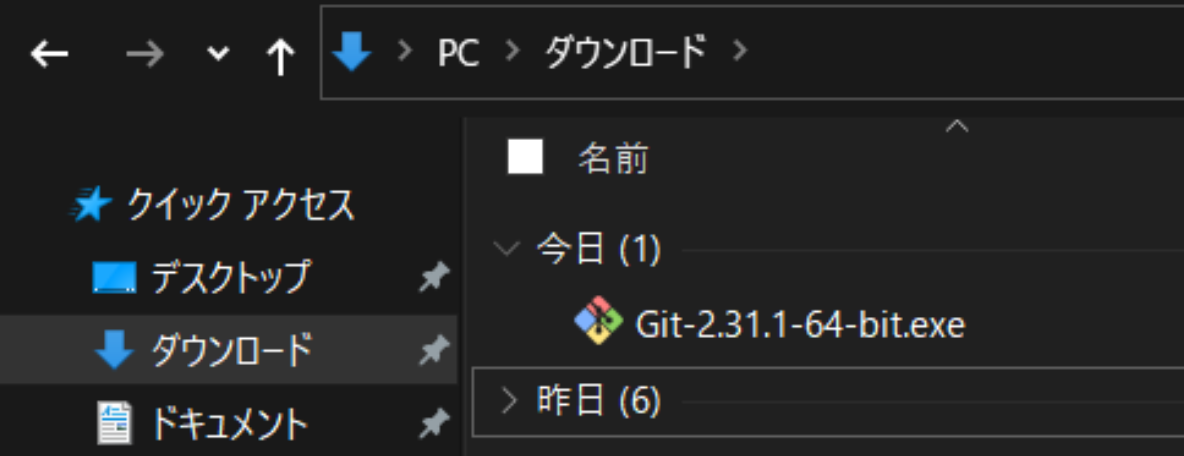 PC > ダウンロード >
名前
クイック アクセス
今日 (1)
デスクトップ
Git-2.31.1-64-bit.exe
ダウンロード
昨日 (6)
ドキュメント